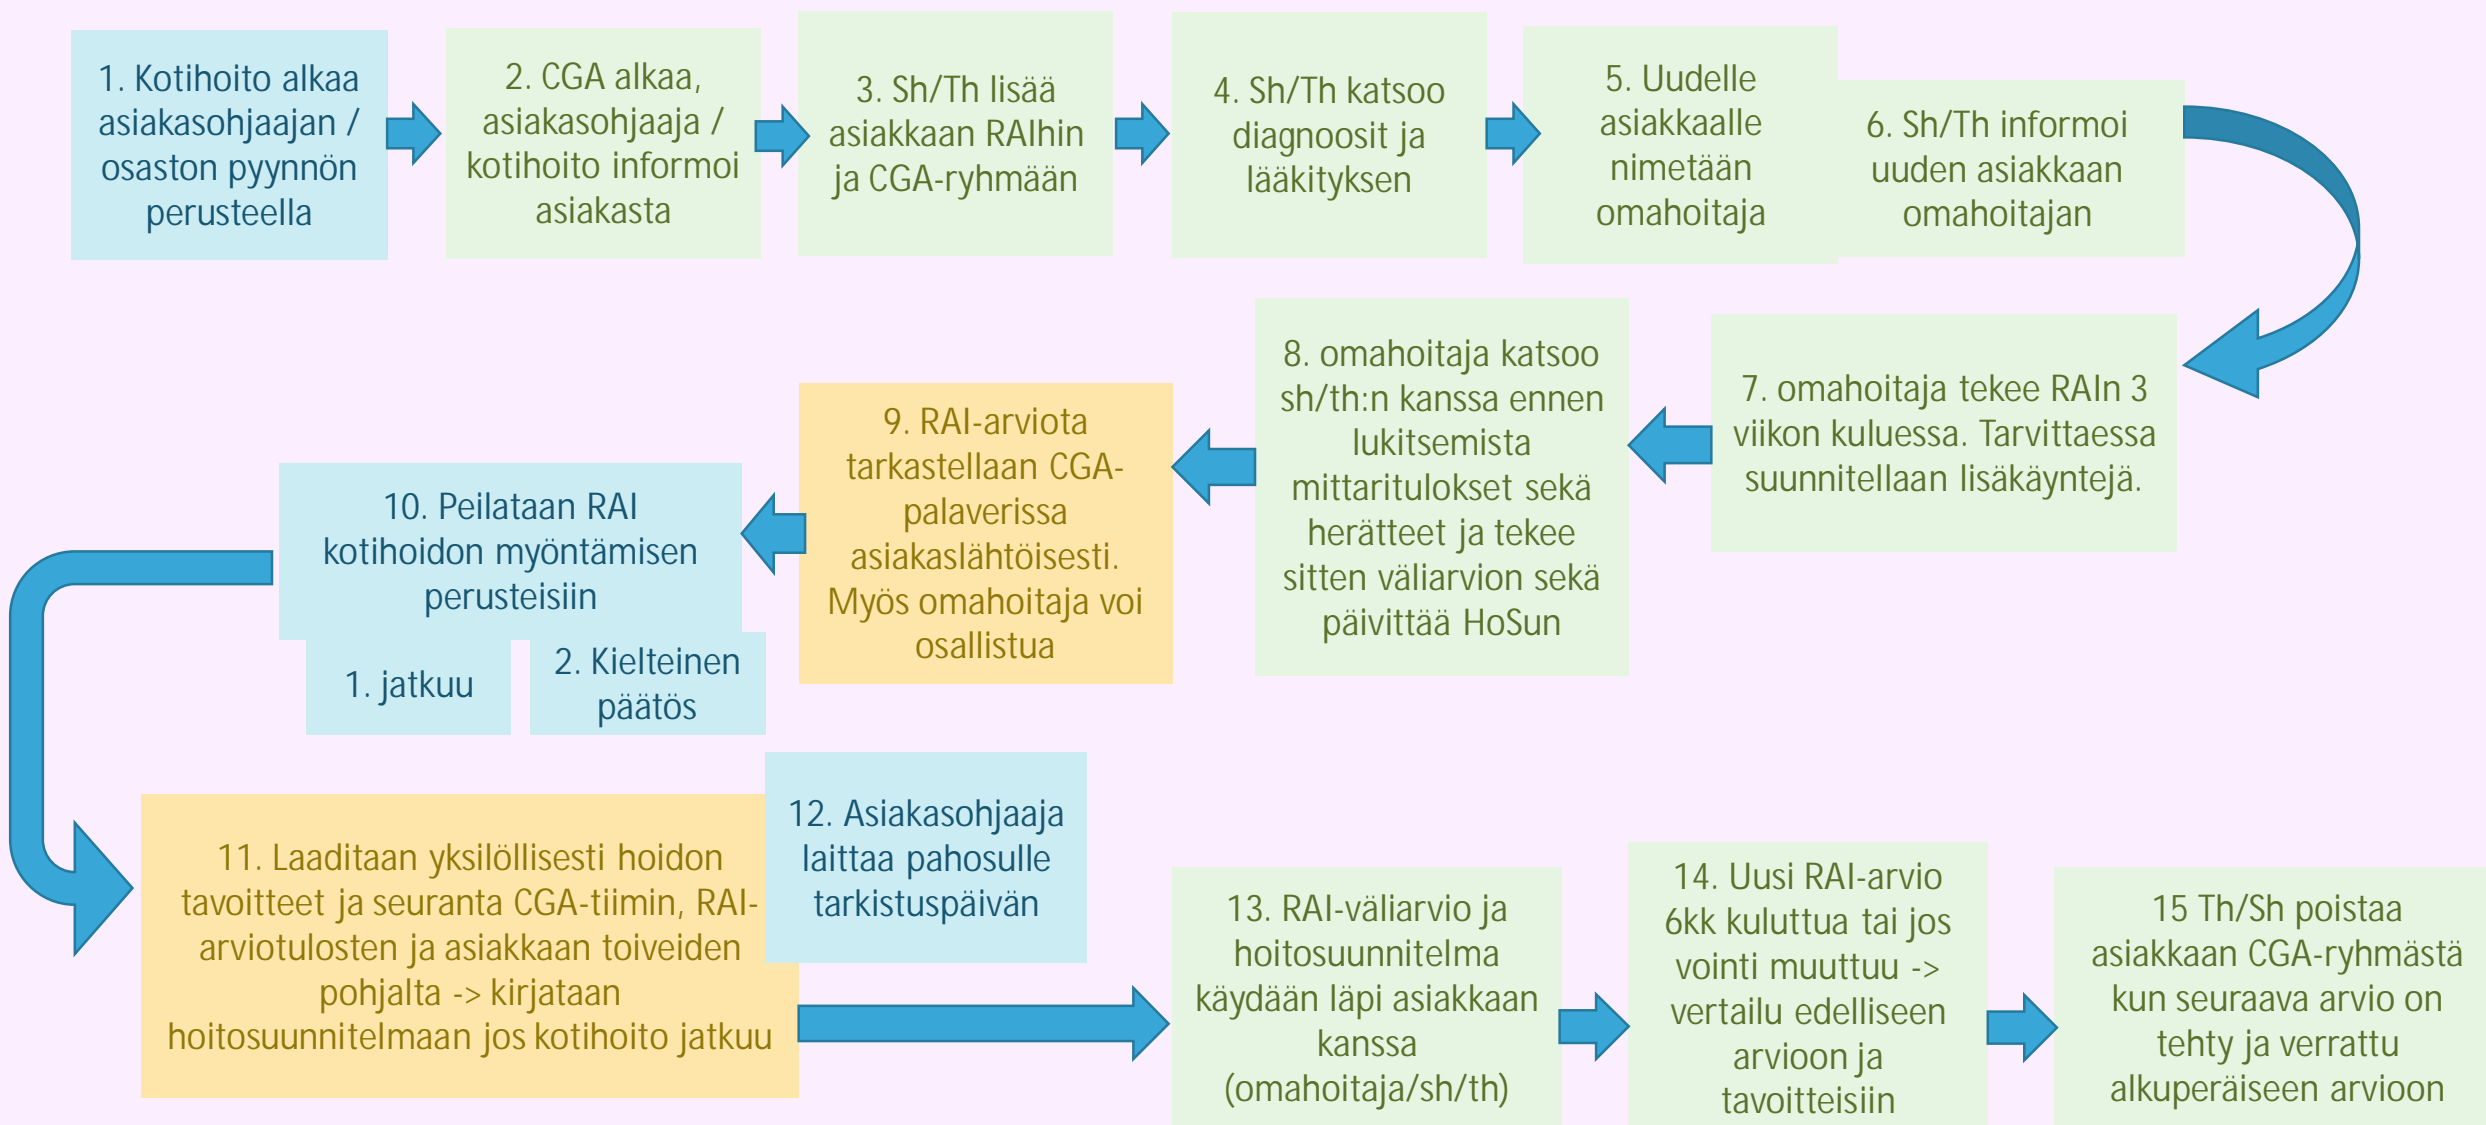 1. Kotihoito alkaa
asiakasohjaajan /
osaston pyynnön
perusteella
2. CGA alkaa,
asiakasohjaaja /
kotihoito informoi
asiakasta
3. Sh/Th lisää
asiakkaan RAIhin
ja CGA-ryhmään
4. Sh/Th katsoo
diagnoosit ja
lääkityksen
5. Uudelle
asiakkaalle
nimetään
omahoitaja
6. Sh/Th informoi
uuden asiakkaan
omahoitajan
7. omahoitaja tekee RAIn 3
viikon kuluessa. Tarvittaessa
suunnitellaan lisäkäyntejä.
8. omahoitaja katsoo
sh/th:n kanssa ennen
lukitsemista
mittaritulokset sekä
herätteet ja tekee
sitten väliarvion sekä
päivittää HoSun
9. RAI-arviota
tarkastellaan CGA-
palaverissa
asiakaslähtöisesti.
Myös omahoitaja voi
osallistua
10. Peilataan RAI
kotihoidon myöntämisen
perusteisiin
1. jatkuu
2. Kielteinen
päätös
11. Laaditaan yksilöllisesti hoidon
tavoitteet ja seuranta CGA-tiimin, RAI-
arviotulosten ja asiakkaan toiveiden
pohjalta -> kirjataan
hoitosuunnitelmaan jos kotihoito jatkuu
12. Asiakasohjaaja
laittaa pahosulle
tarkistuspäivän
13. RAI-väliarvio ja
hoitosuunnitelma
käydään läpi asiakkaan
kanssa
(omahoitaja/sh/th)
14. Uusi RAI-arvio
6kk kuluttua tai jos
vointi muuttuu ->
vertailu edelliseen
arvioon ja
tavoitteisiin
15 Th/Sh poistaa
asiakkaan CGA-ryhmästä
kun seuraava arvio on
tehty ja verrattu
alkuperäiseen arvioon